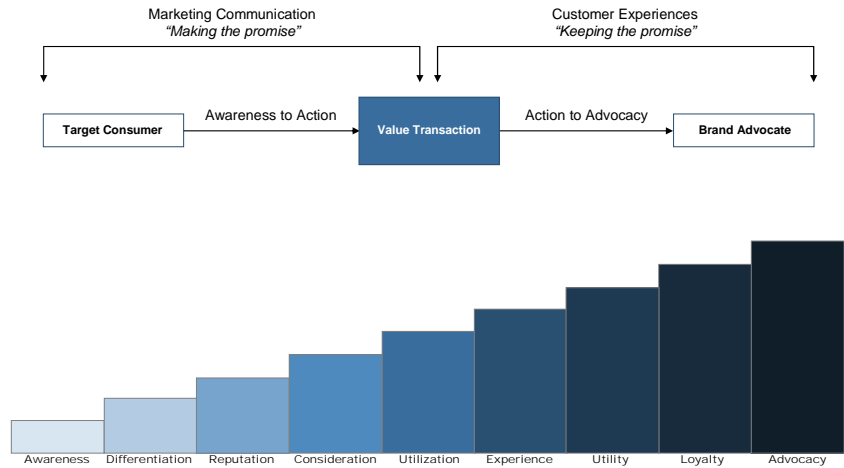 Marketing Communication
“Making the promise”
Customer Experiences
“Keeping the promise”
Target Consumer
Awareness to Action
Value Transaction
Action to Advocacy
Brand Advocate
Awareness
Differentiation
Reputation
Consideration
Utilization
Experience
Utility
Loyalty
Advocacy